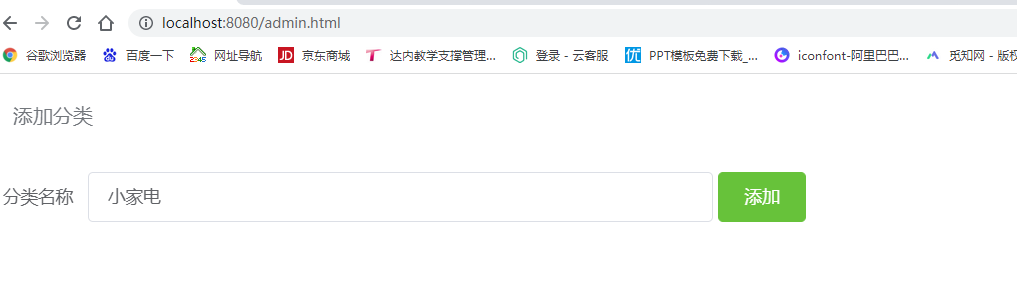 localhost:8080/admin.html
谷歌浏览器 百度一下 2345 网址导航 JD 京东商城 达内教学支撑管理... 登录 - 云客服 优 PPT模板免费下载_... iconfont-阿里巴巴... 觅知网 - 版权
添加分类
分类名称 小家电 添加